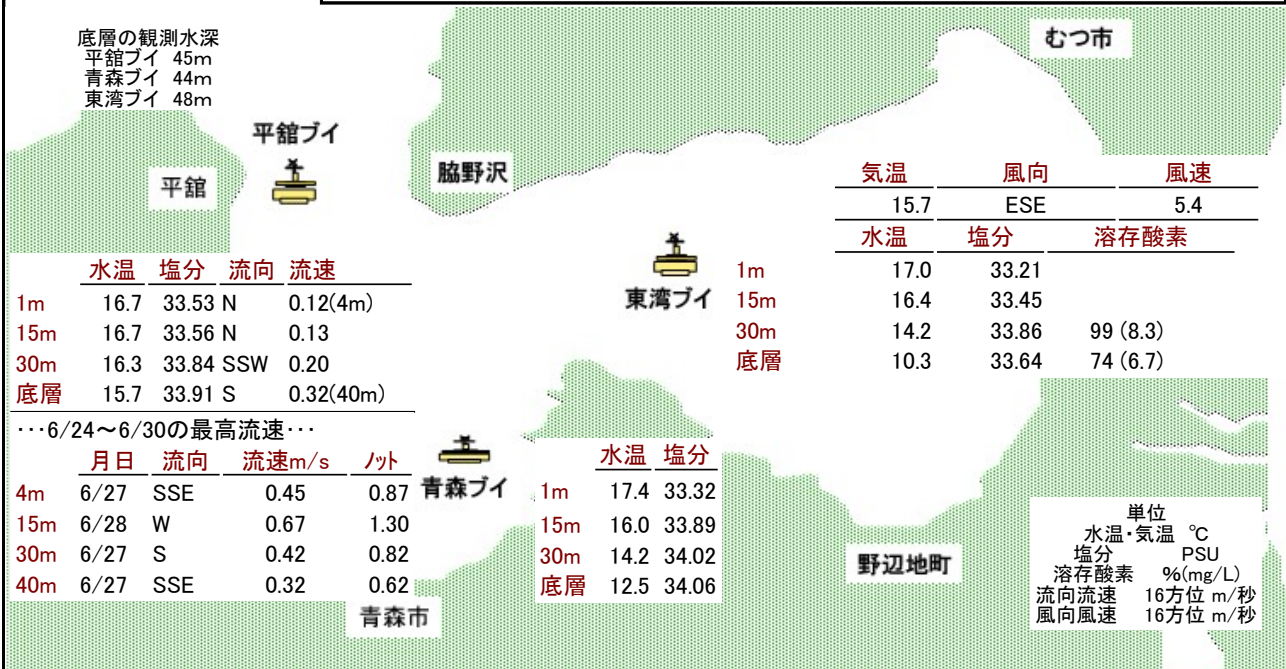 底層の観測水深
平舘ブイ 45m
青森ブイ 44m
東湾ブイ 48m
むつ市
平舘ブイ
平舘
脇野沢
気温 風向 風速
15.7 ESE 5.4
水温 塩分 溶存酸素
1m 17.0 33.21
15m 16.4 33.45
30m 14.2 33.86 99 (8.3)
底層 10.3 33.64 74 (6.7)
東湾ブイ
水温 塩分 流向 流速
1m 16.7 33.53 N 0.12(4m)
15m 16.7 33.56 N 0.13
30m 16.3 33.84 SSW 0.20
底層 15.7 33.91 S 0.32(40m)
･･･6/24～6/30の最高流速･･･
月日 流向 流速m/s ノット
4m 6/27 SSE 0.45 0.87
15m 6/28 W 0.67 1.30
30m 6/27 S 0.42 0.82
40m 6/27 SSE 0.32 0.62
青森ブイ
水温 塩分
1m 17.4 33.32
15m 16.0 33.89
30m 14.2 34.02
底層 12.5 34.06
青森市
野辺地町
単位
水温･気温 ℃
塩分 PSU
溶存酸素 %(mg/L)
流向流速 16方位 m/秒
風向風速 16方位 m/秒